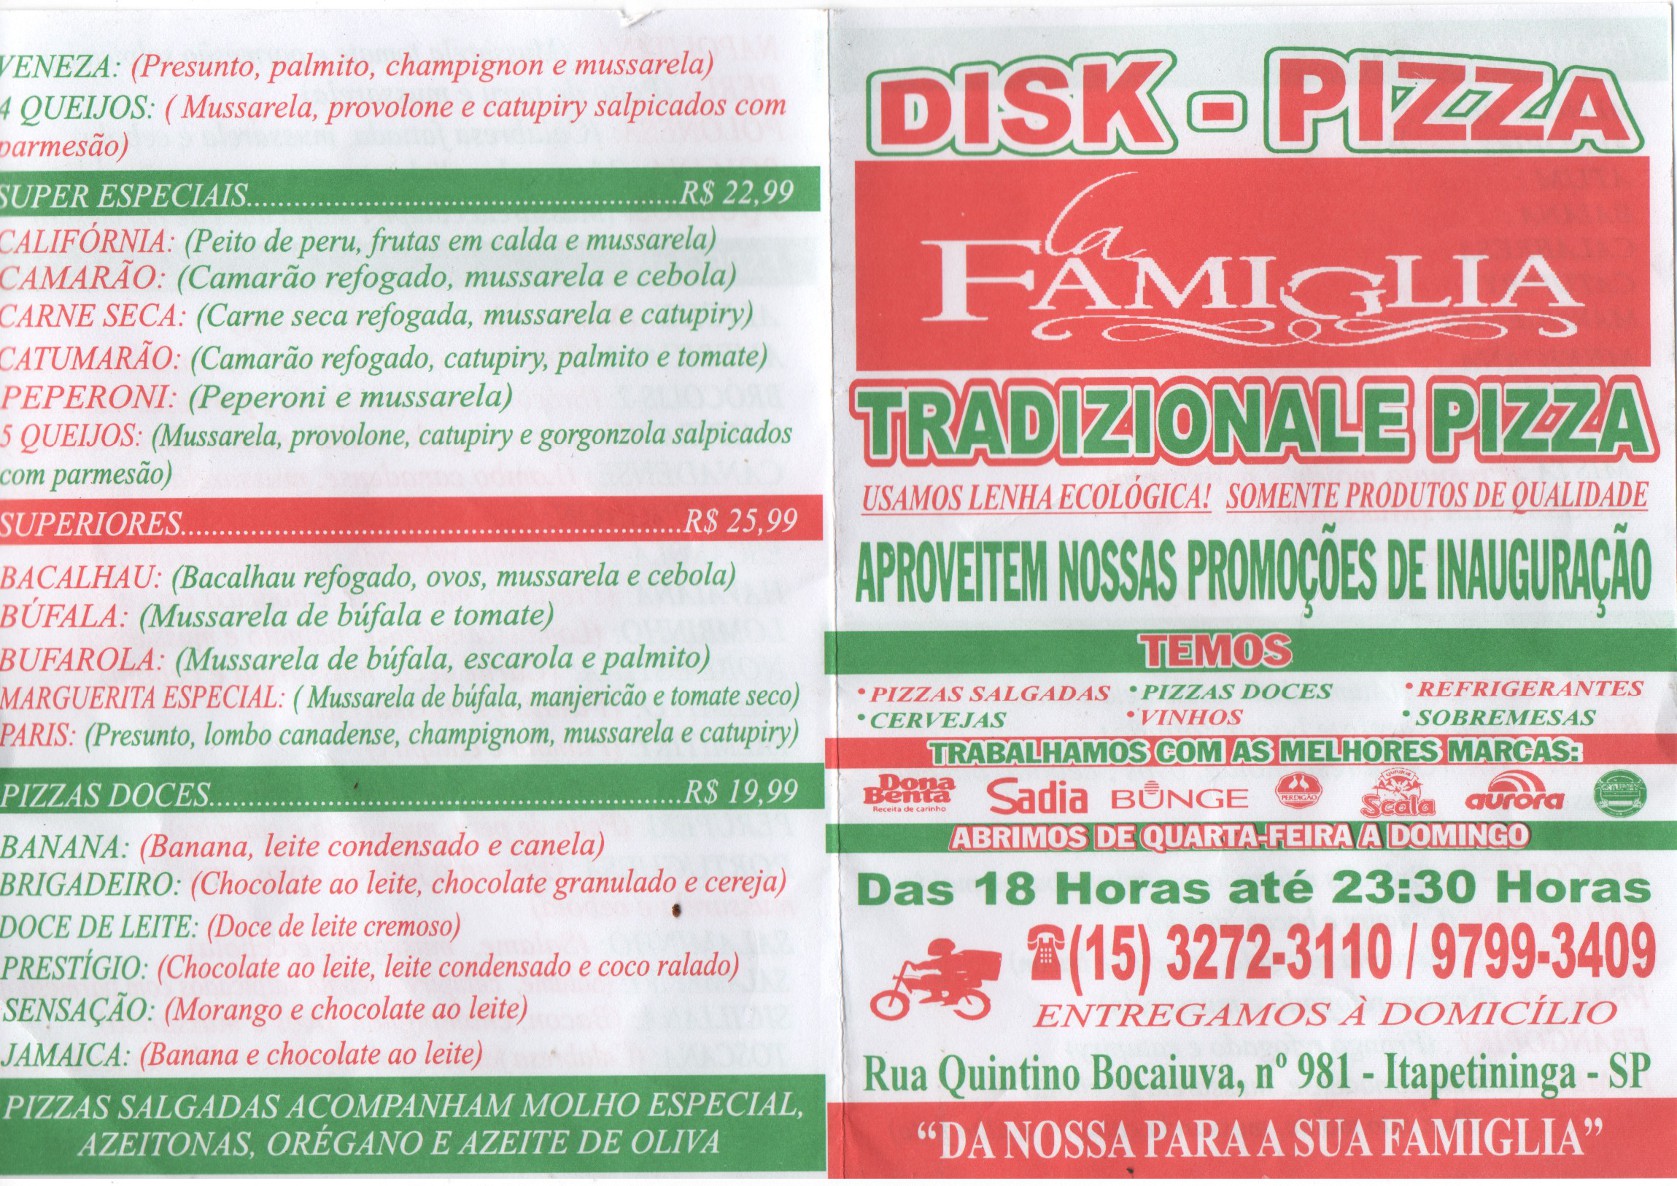 VENEZA: (Presunto, palmito, champignon e mussarela)
4 QUEIJOS: ( Mussarela, provolone e catupiry salpicados com
parmesão)
SUPER ESPECIAIS......................................................R$ 22,99
CALIFÓRNIA: (Peito de peru, frutas em calda e mussarela)
CAMARÃO: (Camarão refogado, mussarela e cebola)
CARNE SECA: (Carne seca refogada, mussarela e catupiry)
CATUMARÃO: (Camarão refogado, catupiry, palmito e tomate)
PEPERONI: (Peperoni e mussarela)
5 QUEIJOS: (Mussarela, provolone, catupiry e gorgonzola salpicados
com parmesão)
SUPERIORES...............................................................R$ 25,99
BACALHAU: (Bacalhau refogado, ovos, mussarela e cebola)
BÚFALA: (Mussarela de búfala e tomate)
BUFAROLA: (Mussarela de búfala, escarola e palmito)
MARGUERITA ESPECIAL: ( Mussarela de búfala, manjericão e tomate seco)
PARIS: (Presunto, lombo canadense, champignom, mussarela e catupiry)
PIZZAS DOCES...........................................................R$ 19,99
BANANA: (Banana, leite condensado e canela)
BRIGADEIRO: (Chocolate ao leite, chocolate granulado e cereja)
DOCE DE LEITE: (Doce de leite cremoso)
PRESTÍGIO: (Chocolate ao leite, leite condensado e coco ralado)
SENSAÇÃO: (Morango e chocolate ao leite)
JAMAICA: (Banana e chocolate ao leite)
PIZZAS SALGADAS ACOMPANHAM MOLHO ESPECIAL,
AZEITONAS, ORÉGANO E AZEITE DE OLIVA
DISK - PIZZA
la
FAMIGLIA
TRADIZIONALE PIZZA
USAMOS LENHA ECOLÓGICA! SOMENTE PRODUTOS DE QUALIDADE
APROVEITEM NOSSAS PROMOÇÕES DE INAUGURAÇÃO
TEMOS
• PIZZAS SALGADAS • PIZZAS DOCES • REFRIGERANTES
• CERVEJAS • VINHOS • SOBREMESAS
TRABALHAMOS COM AS MELHORES MARCAS:
Dona Benta Sadia BUNGE PERDIGÃO Scala aurora
Receita de carinho
ABRIMOS DE QUARTA-FEIRA A DOMINGO
Das 18 Horas até 23:30 Horas
(15) 3272-3110 / 9799-3409
ENTREGAMOS A DOMICÍLIO
Rua Quintino Bocaiuva, nº 981 - Itapetininga - SP
“DA NOSSA PARA A SUA FAMIGLIA”